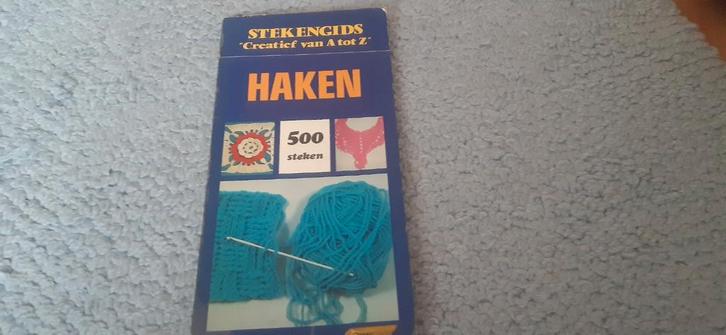 STEKENGIDS
"Creatief van A tot Z"
HAKEN
500
steken